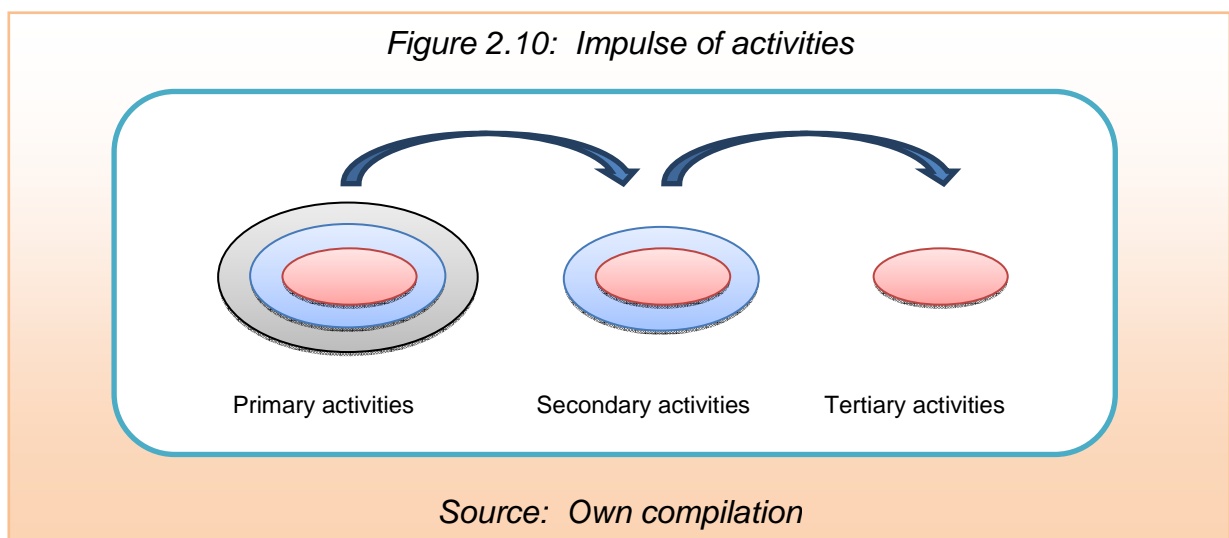 Figure 2.10: Impulse of activities
Primary activities
Secondary activities
Tertiary activities
Source: Own compilation